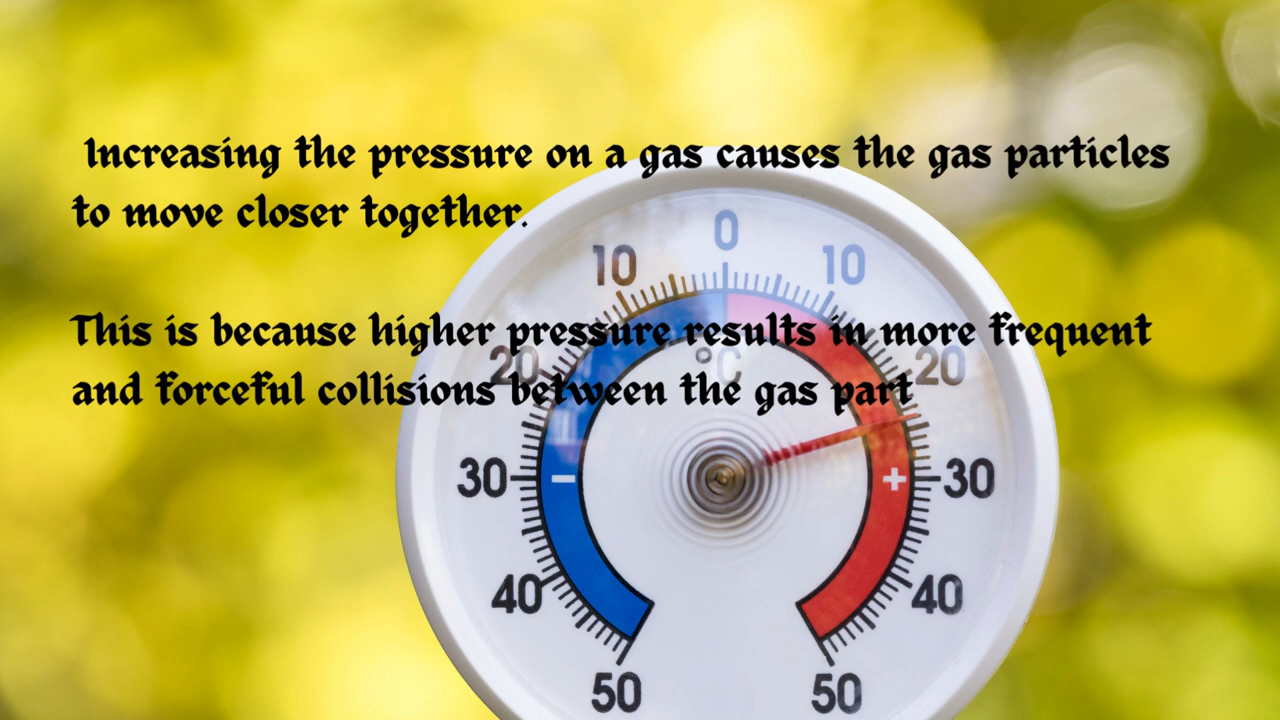 Increasing the pressure on a gas causes the gas particles
to move closer together.
This is because higher pressure results in more frequent
and forceful collisions between the gas part
0
10 10
20 °C 20
30 - + 30
40 40
50 50